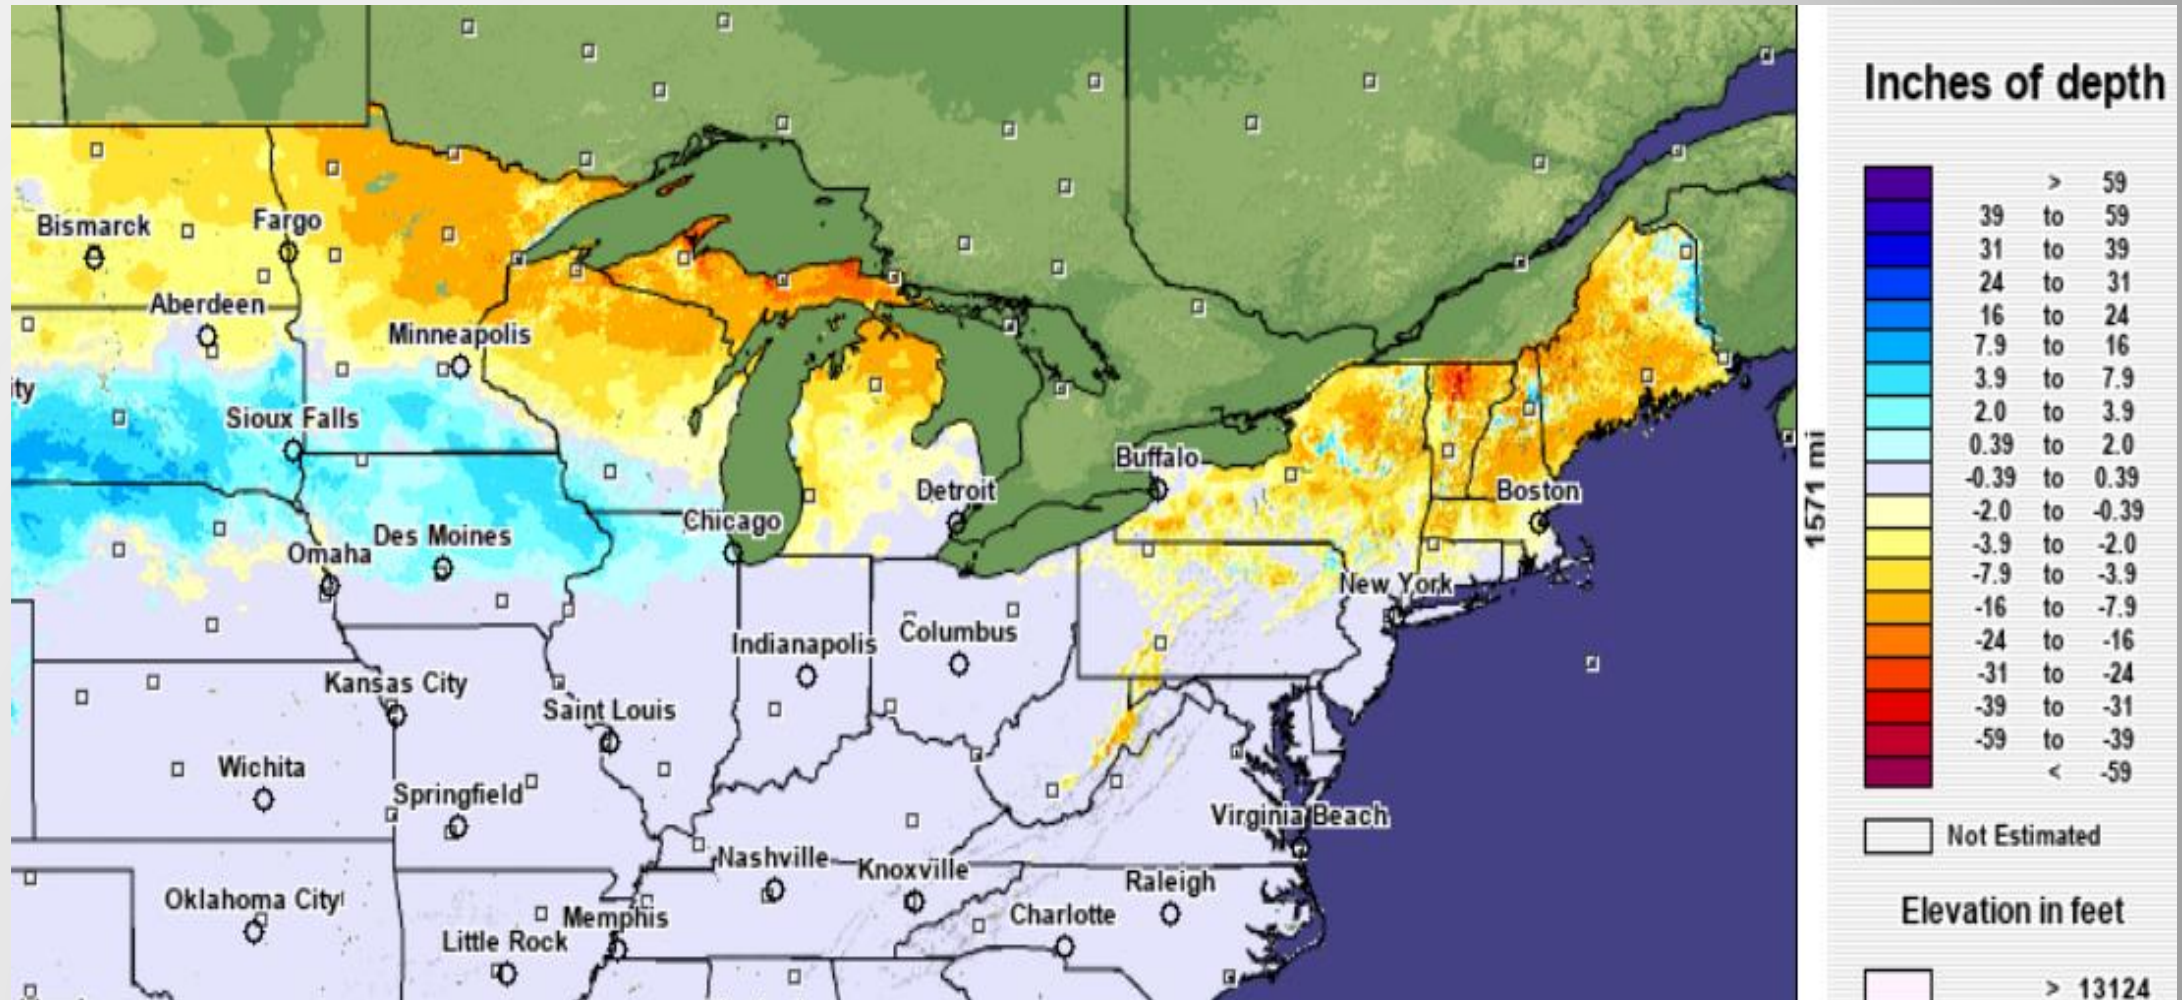 Bismarck
Fargo
Aberdeen
Minneapolis
ity
Sioux Falls
Omaha
Des Moines
Chicago
Detroit
Buffalo
Boston
New York
Indianapolis
Columbus
Kansas City
Saint Louis
Wichita
Springfield
Virginia Beach
Nashville
Knoxville
Raleigh
Oklahoma City
Memphis
Charlotte
Little Rock
1571 mi
Inches of depth
> 59
39 to 59
31 to 39
24 to 31
16 to 24
7.9 to 16
3.9 to 7.9
2.0 to 3.9
0.39 to 2.0
-0.39 to 0.39
-2.0 to -0.39
-3.9 to -2.0
-7.9 to -3.9
-16 to -7.9
-24 to -16
-31 to -24
-39 to -31
-59 to -39
< -59
Not Estimated
Elevation in feet
> 13124